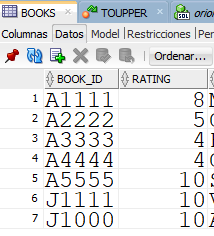 BOOKS TOUPPER
Columnas Datos Model Restricciones
SQL Ordenar...
BOOK_ID RATING
1 A1111 8
2 A2222 5
3 A3333 4
4 A4444 4
5 A5555 10
6 J1111 10
7 J1000 10